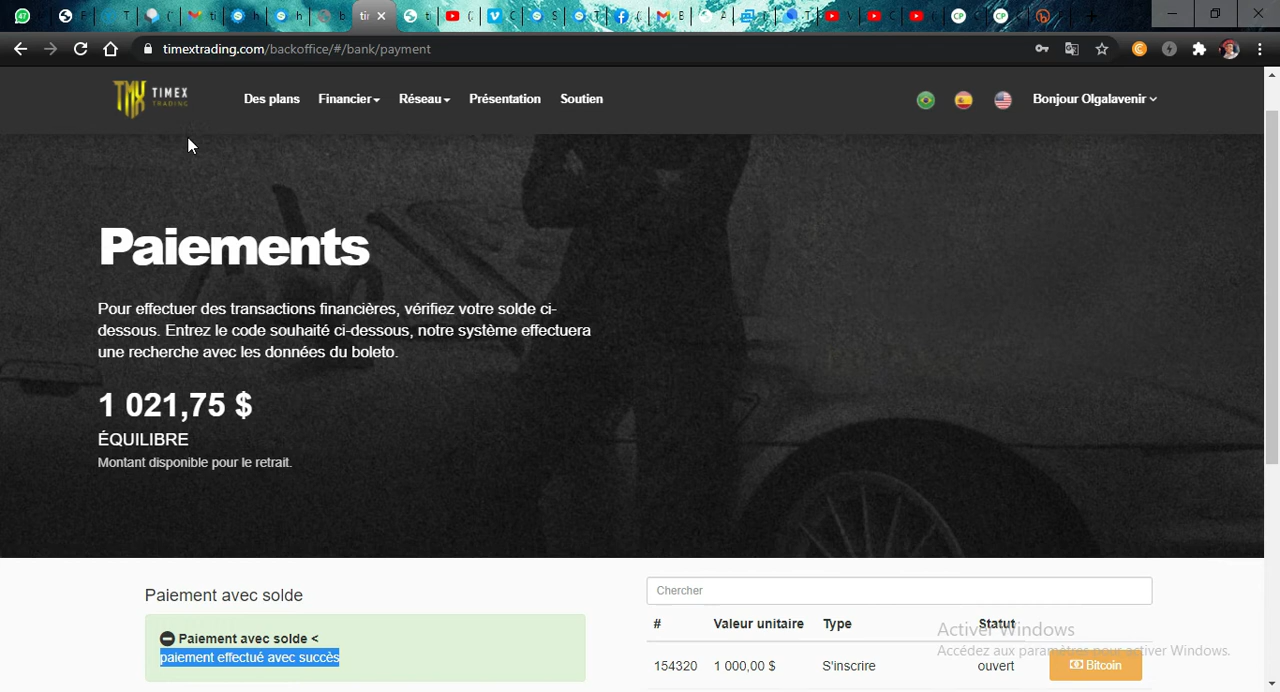 timextrading.com/backoffice/#/bank/payment
TMX TIMEX TRADING
Des plans Financier Réseau Présentation Soutien Bonjour Olgalavenir
Paiements
Pour effectuer des transactions financières, vérifiez votre solde ci-
dessous. Entrez le code souhaité ci-dessous, notre système effectuera
une recherche avec les données du boleto.
1 021,75 $
ÉQUILIBRE
Montant disponible pour le retrait.
Paiement avec solde
Paiement avec solde <
paiement effectué avec succès
Chercher
# Valeur unitaire Type Statut
154320 1 000,00 $ S'inscrire ouvert Bitcoin
Activer Windows
Accédez aux paramètres pour activer Windows.